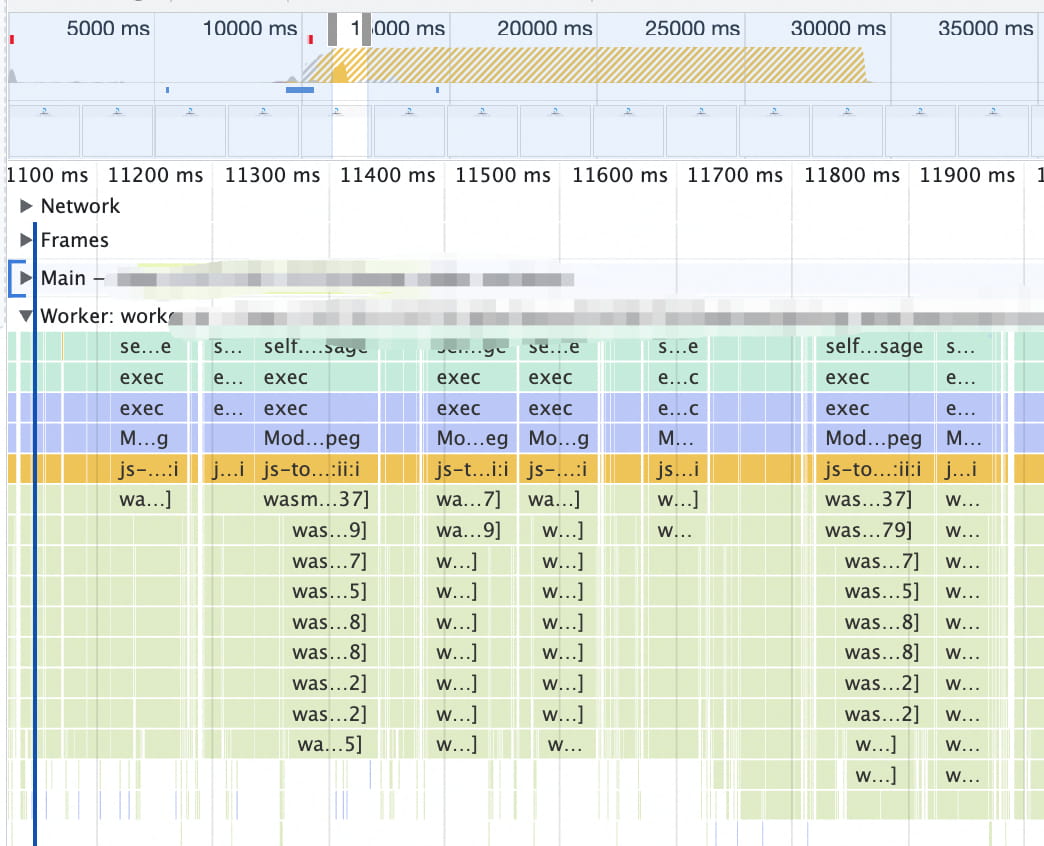 5000 ms 10000 ms 1 000 ms 20000 ms 25000 ms 30000 ms 35000 ms
1100 ms 11200 ms 11300 ms 11400 ms 11500 ms 11600 ms 11700 ms 11800 ms 11900 ms 1
Network
Frames
Main –
Worker: worke
se...e s... self....sage se...e s...e self...sage s...
exec e... exec exec exec e...c exec e...
exec e... exec exec exec e...c exec e...
M...g Mod...peg Mo...eg Mo...g M... Mod...peg M...
js-...:i j...i js-to...:ii:i js-t...i:i js-...:i js...i js-to...:ii:i j...i
wa...] wasm...37] wa...7] wa...] w...] was...37] w...
was...9] wa...9] w...] w... was...79] w...
was...7] w...] w...] was...7] w...
was...5] w...] w...] was...5] w...
was...8] w...] w...] was...8] w...
was...8] w...] w...] was...8] w...
was...2] w...] w...] was...2] w...
was...2] w...] w...] was...2] w...
wa...5] w...] w... w...] w...
w...] w...